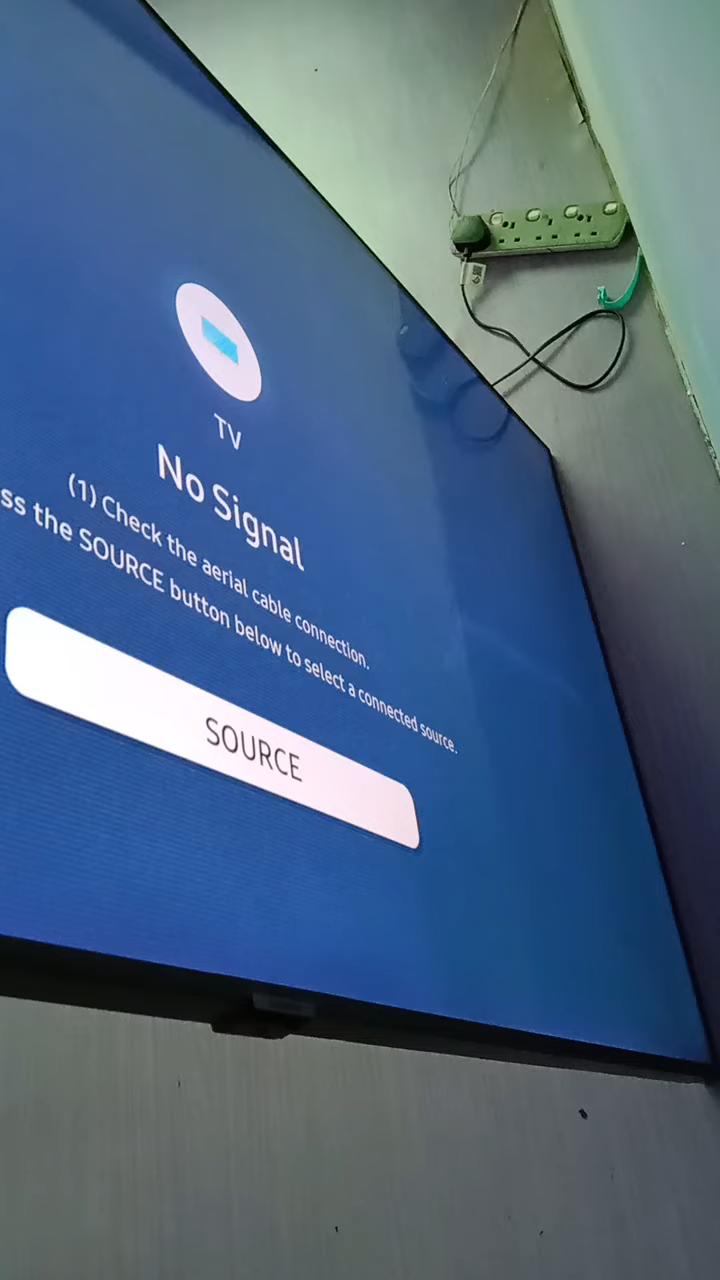 TV
No Signal
(1) Check the aerial cable connection.
ss the SOURCE button below to select a connected source.
SOURCE